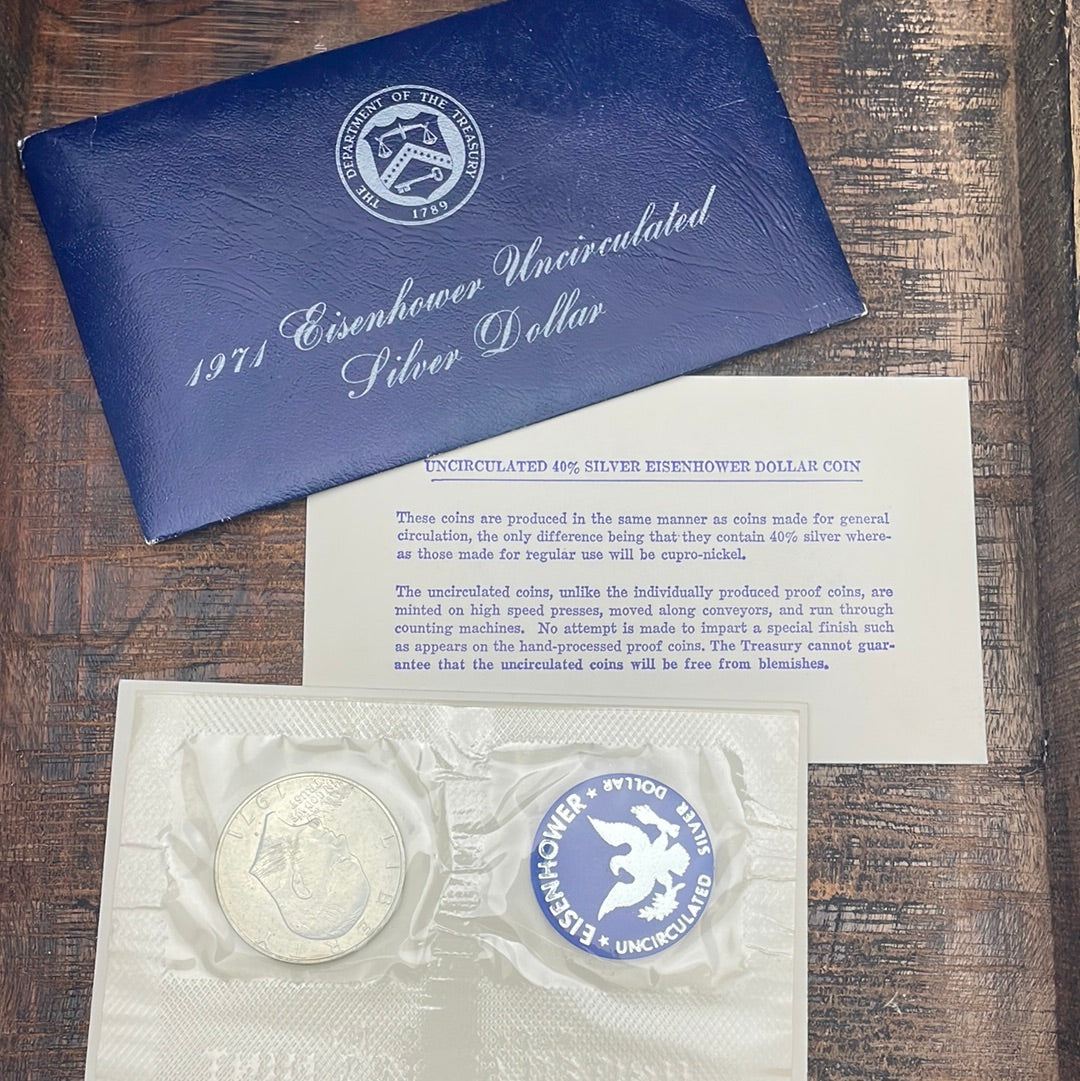 THE DEPARTMENT OF THE TREASURY
1789
1971 Eisenhower Uncirculated
Silver Dollar
UNCIRCULATED 40% SILVER EISENHOWER DOLLAR COIN
These coins are produced in the same manner as coins made for general
circulation, the only difference being that they contain 40% silver where-
as those made for regular use will be cupro-nickel.
The uncirculated coins, unlike the individually produced proof coins, are
minted on high speed presses, moved along conveyors, and run through
counting machines. No attempt is made to impart a special finish such
as appears on the hand-processed proof coins. The Treasury cannot guar-
antee that the uncirculated coins will be free from blemishes.
1971
EISENHOWER
UNCIRCULATED
SILVER DOLLAR